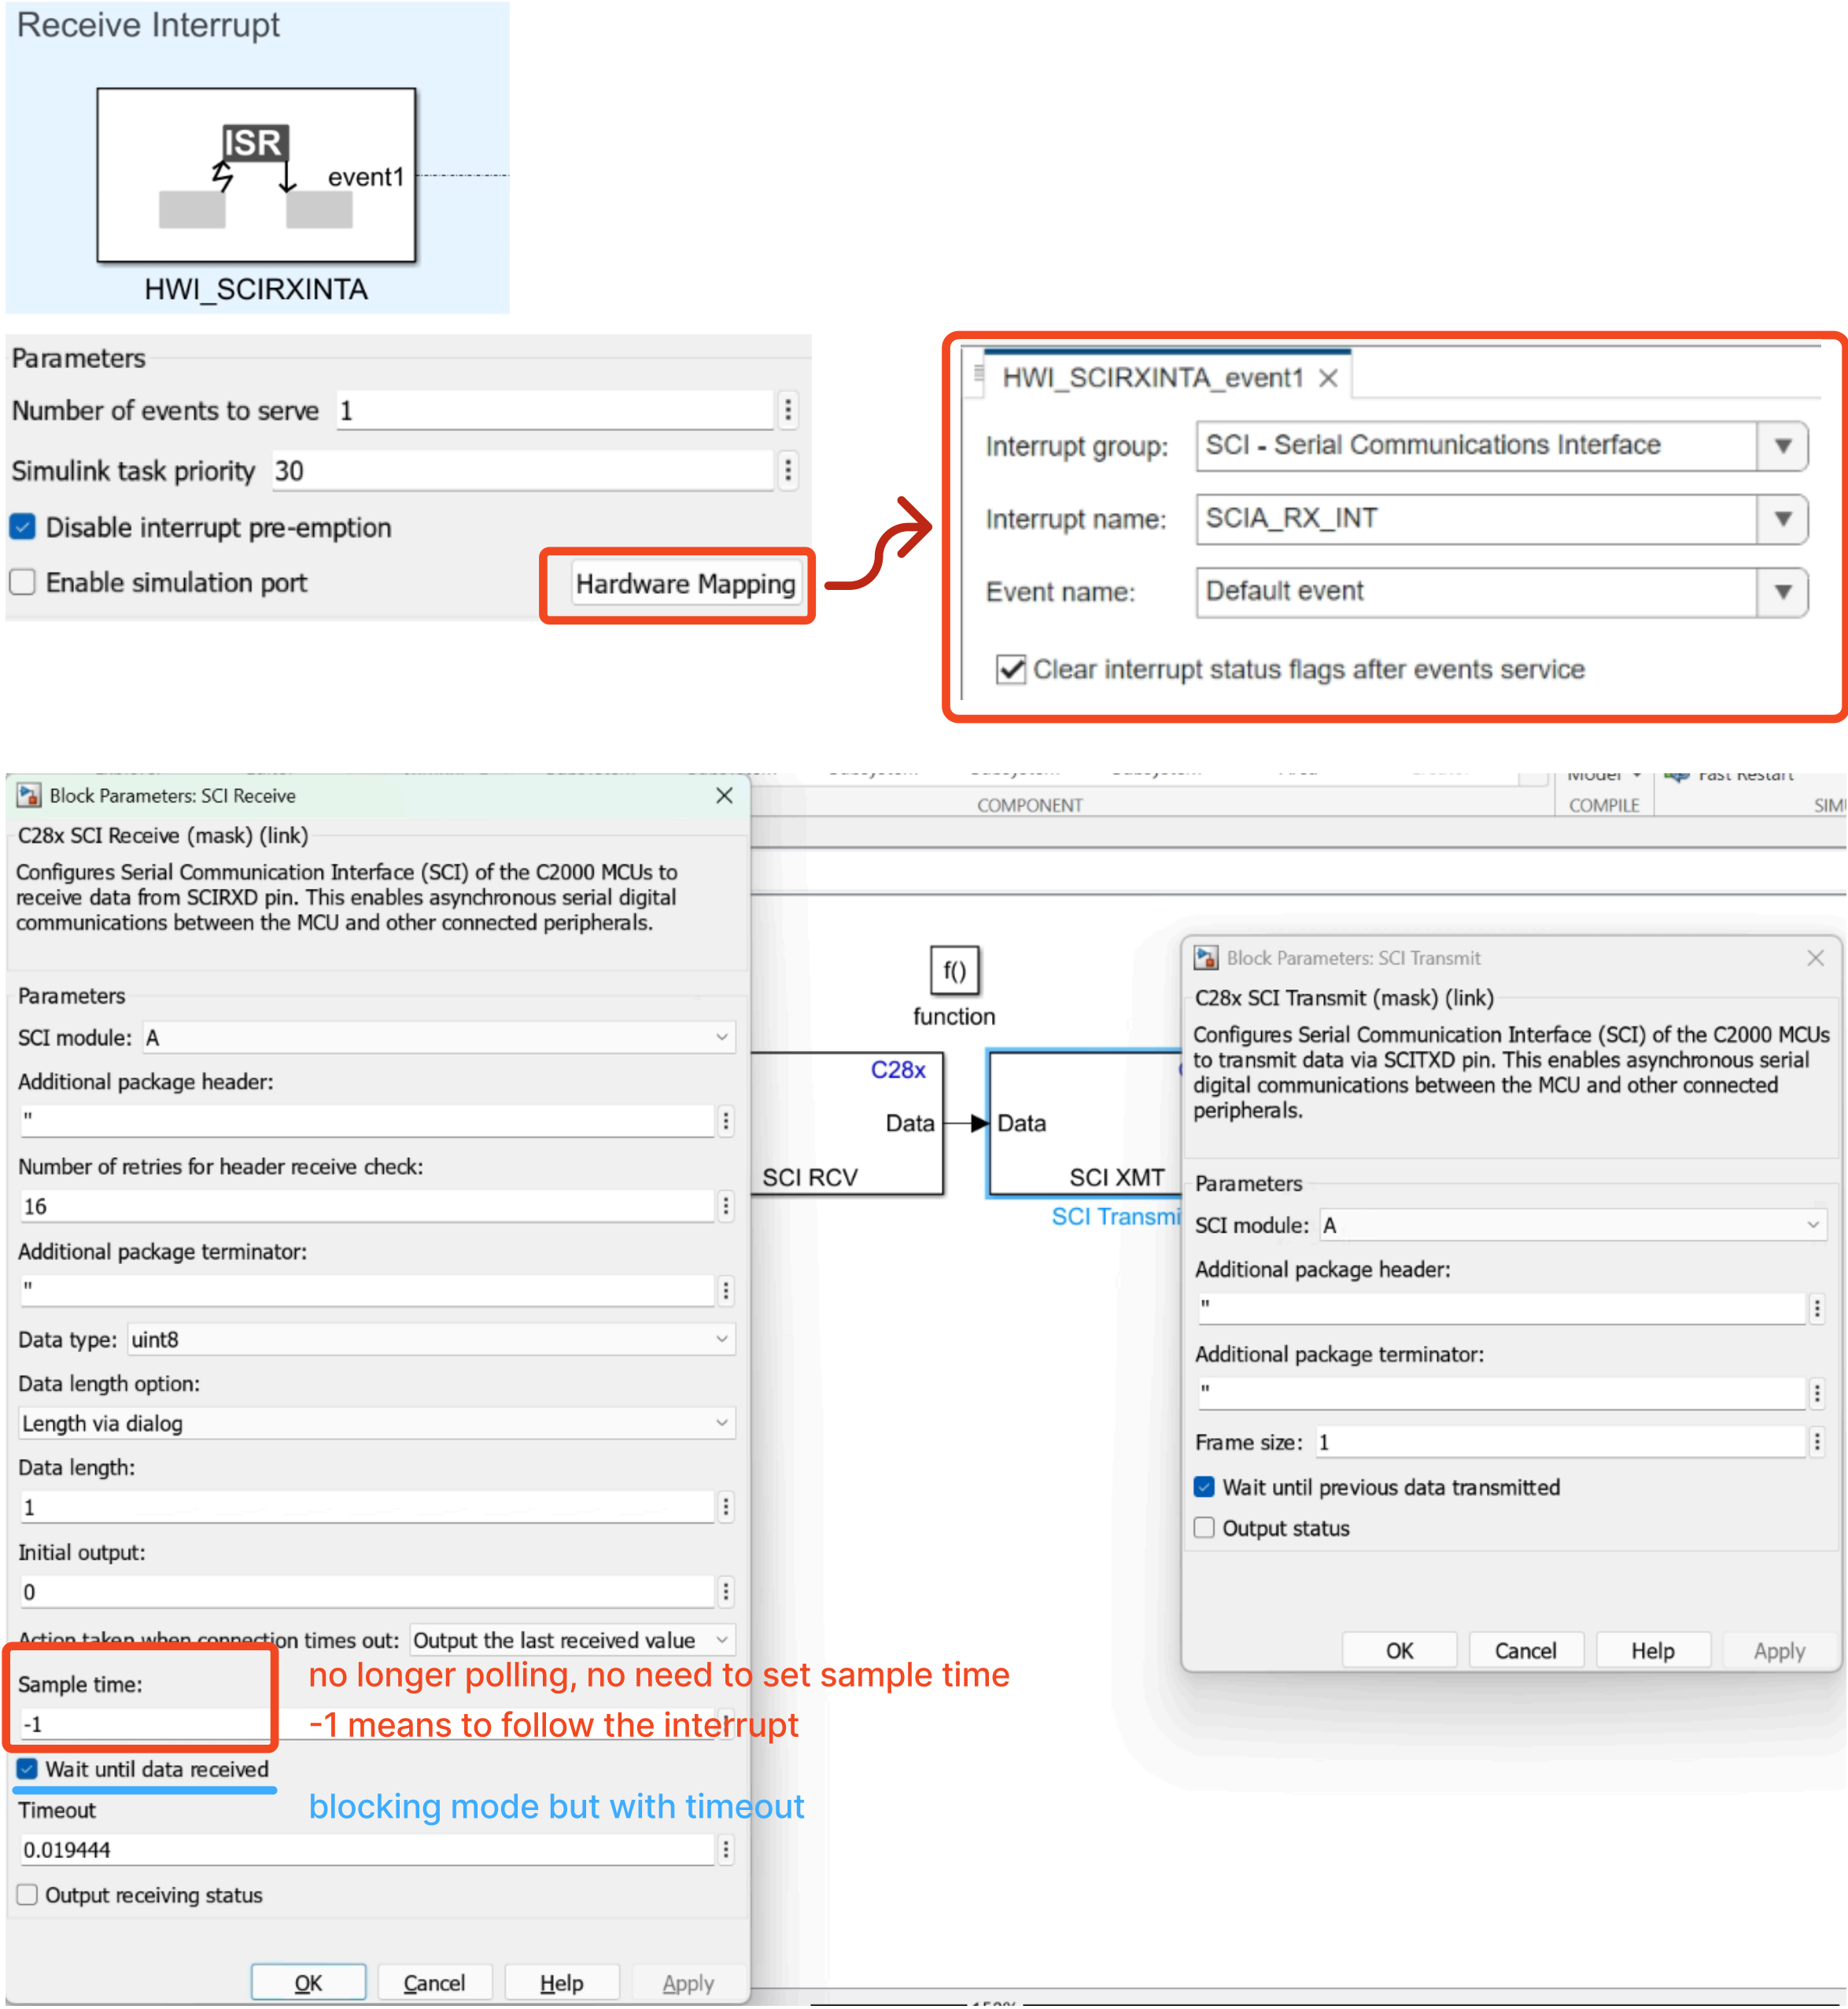 Receive Interrupt
ISR
event1
HWI_SCIRXINTA
Parameters
Number of events to serve 1
Simulink task priority 30
Disable interrupt pre-emption
Enable simulation port
Hardware Mapping
HWI_SCIRXINTA_event1
Interrupt group: SCI - Serial Communications Interface
Interrupt name: SCIA_RX_INT
Event name: Default event
Clear interrupt status flags after events service
COMPONENT
Fast Restart
COMPILE
Block Parameters: SCI Receive
C28x SCI Receive (mask) (link)
Configures Serial Communication Interface (SCI) of the C2000 MCUs to
receive data from SCIRXD pin. This enables asynchronous serial digital
communications between the MCU and other connected peripherals.
Parameters
SCI module: A
Additional package header:
''
Number of retries for header receive check:
16
Additional package terminator:
''
Data type: uint8
Data length option:
Length via dialog
Data length:
1
Initial output:
0
Action taken when connection times out: Output the last received value
Sample time:
-1
no longer polling, no need to set sample time
-1 means to follow the interrupt
Wait until data received
blocking mode but with timeout
Timeout
0.019444
Output receiving status
OK
Cancel
Help
Apply
f()
function
C28x
Data
SCI RCV
Data
SCI XMT
SCI Transmi
Block Parameters: SCI Transmit
C28x SCI Transmit (mask) (link)
Configures Serial Communication Interface (SCI) of the C2000 MCUs
to transmit data via SCITXD pin. This enables asynchronous serial
digital communications between the MCU and other connected
peripherals.
Parameters
SCI module: A
Additional package header:
''
Additional package terminator:
''
Frame size: 1
Wait until previous data transmitted
Output status
OK
Cancel
Help
Apply